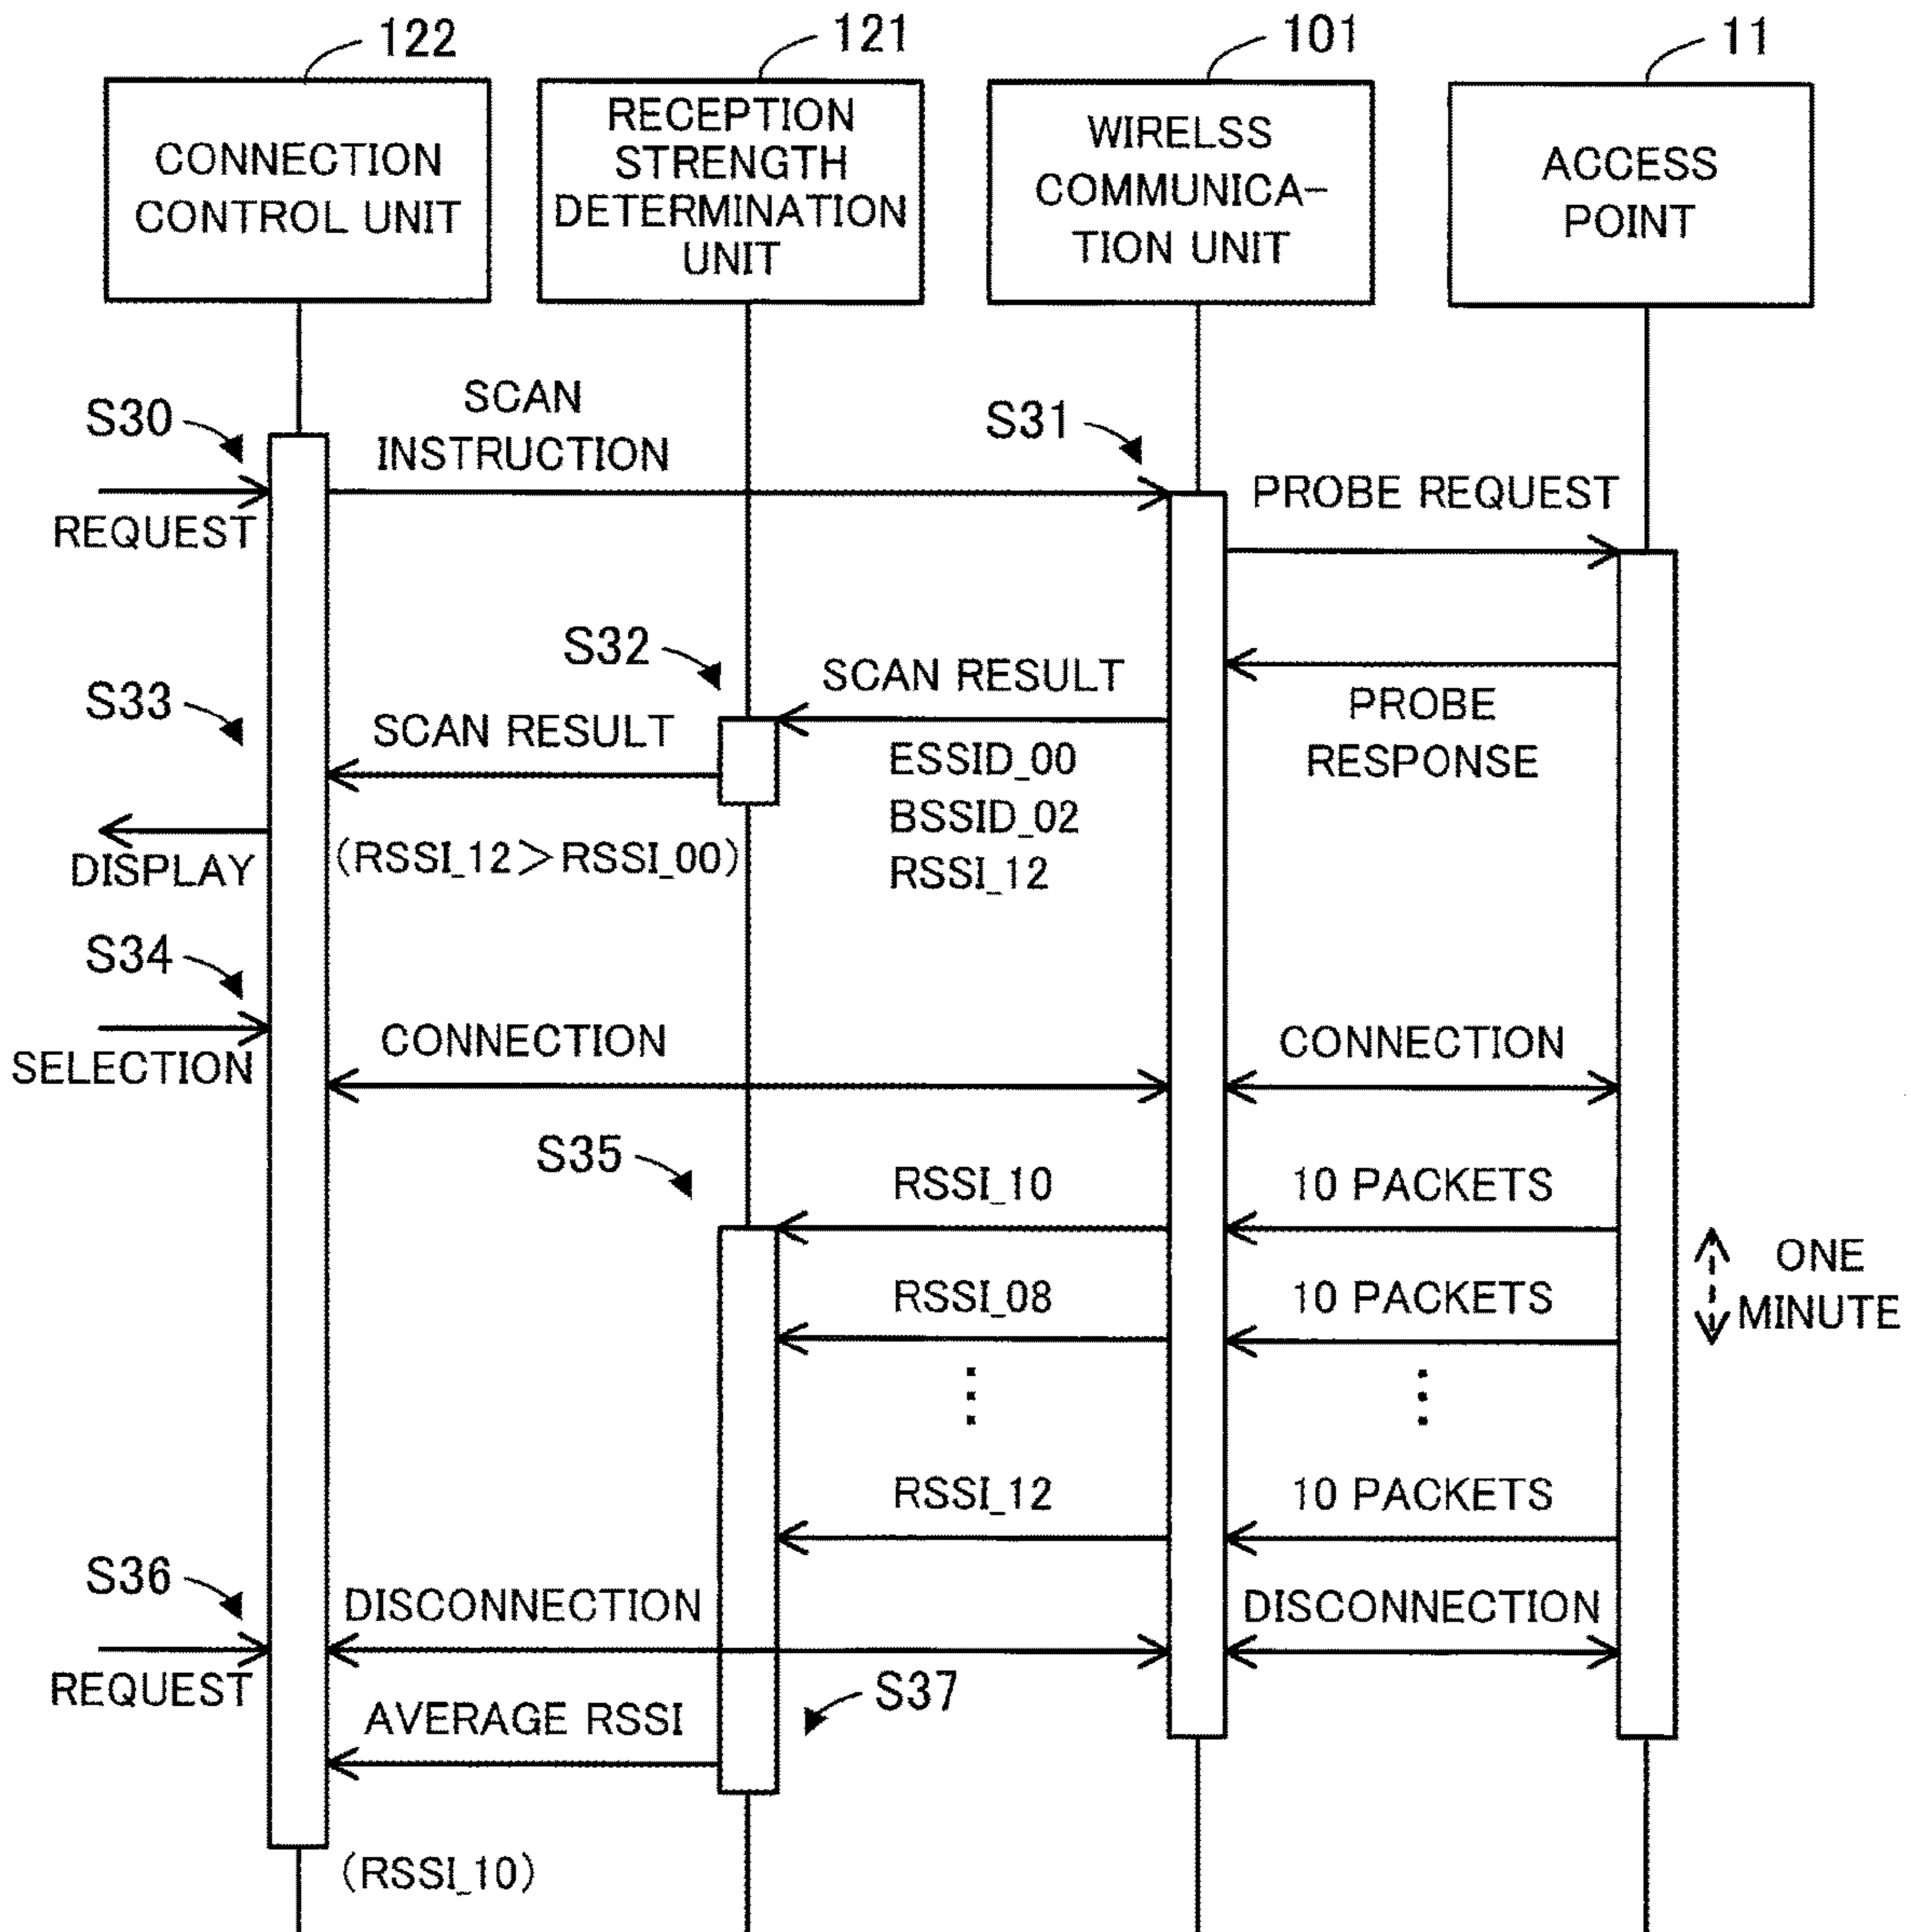 122
121
101
11
CONNECTION
CONTROL UNIT
RECEPTION
STRENGTH
DETERMINATION
UNIT
WIRELSS
COMMUNICA-
TION UNIT
ACCESS
POINT
S30
SCAN
INSTRUCTION
S31
PROBE REQUEST
REQUEST
S32
SCAN RESULT
PROBE
RESPONSE
S33
SCAN RESULT
ESSID_00
BSSID_02
RSSI_12
DISPLAY
(RSSI_12>RSSI_00)
S34
SELECTION
CONNECTION
CONNECTION
S35
RSSI_10
10 PACKETS
ONE
MINUTE
RSSI_08
10 PACKETS
RSSI_12
10 PACKETS
S36
DISCONNECTION
DISCONNECTION
REQUEST
S37
AVERAGE RSSI
(RSSI_10)